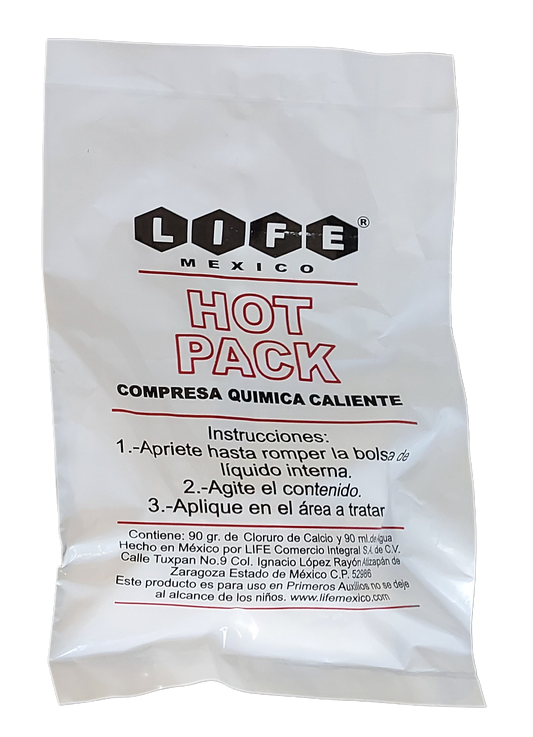 LIFE®
MEXICO
HOT
PACK
COMPRESA QUIMICA CALIENTE
Instrucciones:
1.-Apriete hasta romper la bolsa de
líquido interna.
2.-Agite el contenido.
3.-Aplique en el área a tratar
Contiene: 90 gr. de Cloruro de Calcio y 90 ml.de agua
Hecho en México por LIFE Comercio Integral S.A. de C.V.
Calle Tuxpan No.9 Col. Ignacio López Rayón Atizapán de
Zaragoza Estado de México C.P. 52986
Este producto es para uso en Primeros Auxilios no se deje
al alcance de los niños. www.lifemexico.com